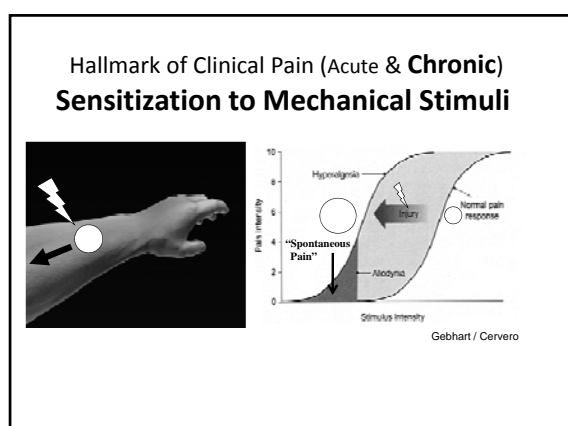 Hallmark of Clinical Pain (Acute & Chronic)
Sensitization to Mechanical Stimuli
10
8
6
4
2
0
Pain Intensity
Hyperalgesia
Injury
Normal pain
response
"Spontaneous
Pain"
Allodynia
Stimulus Intensity
Gebhart / Cervero